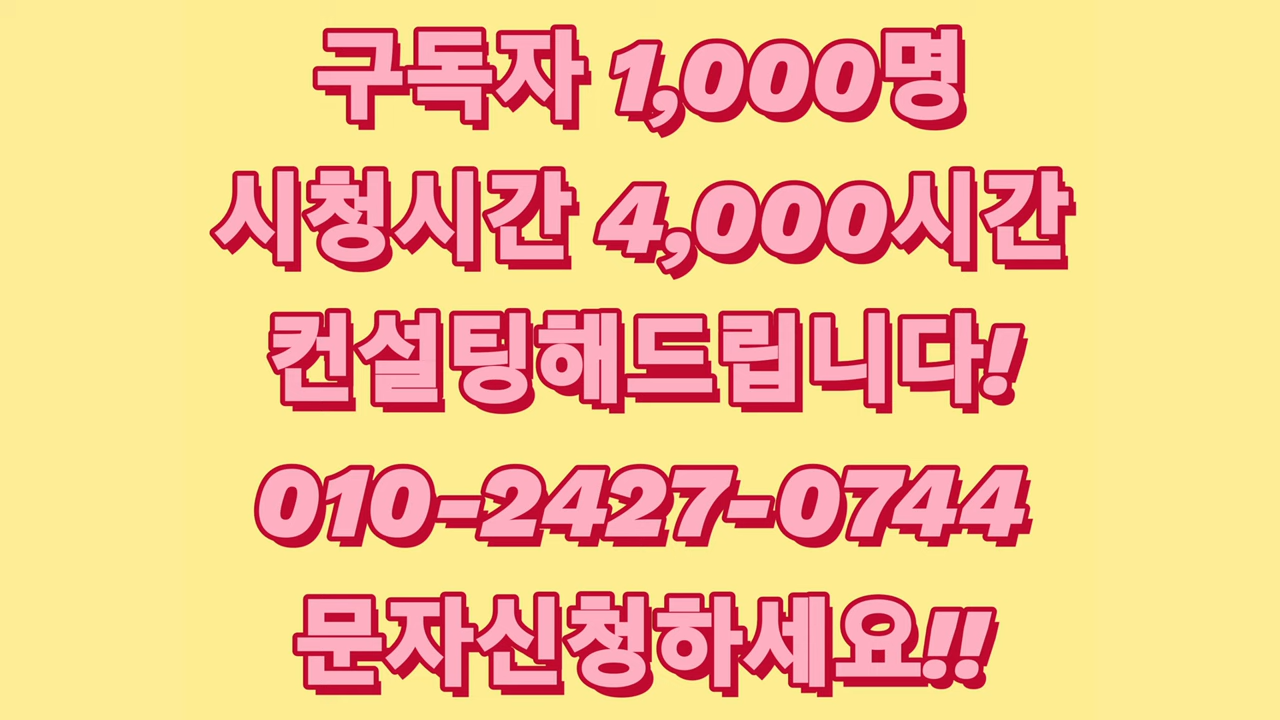 구독자 1,000명
시청시간 4,000시간
컨설팅해드립니다!
010-2427-0744
문자신청하세요!!